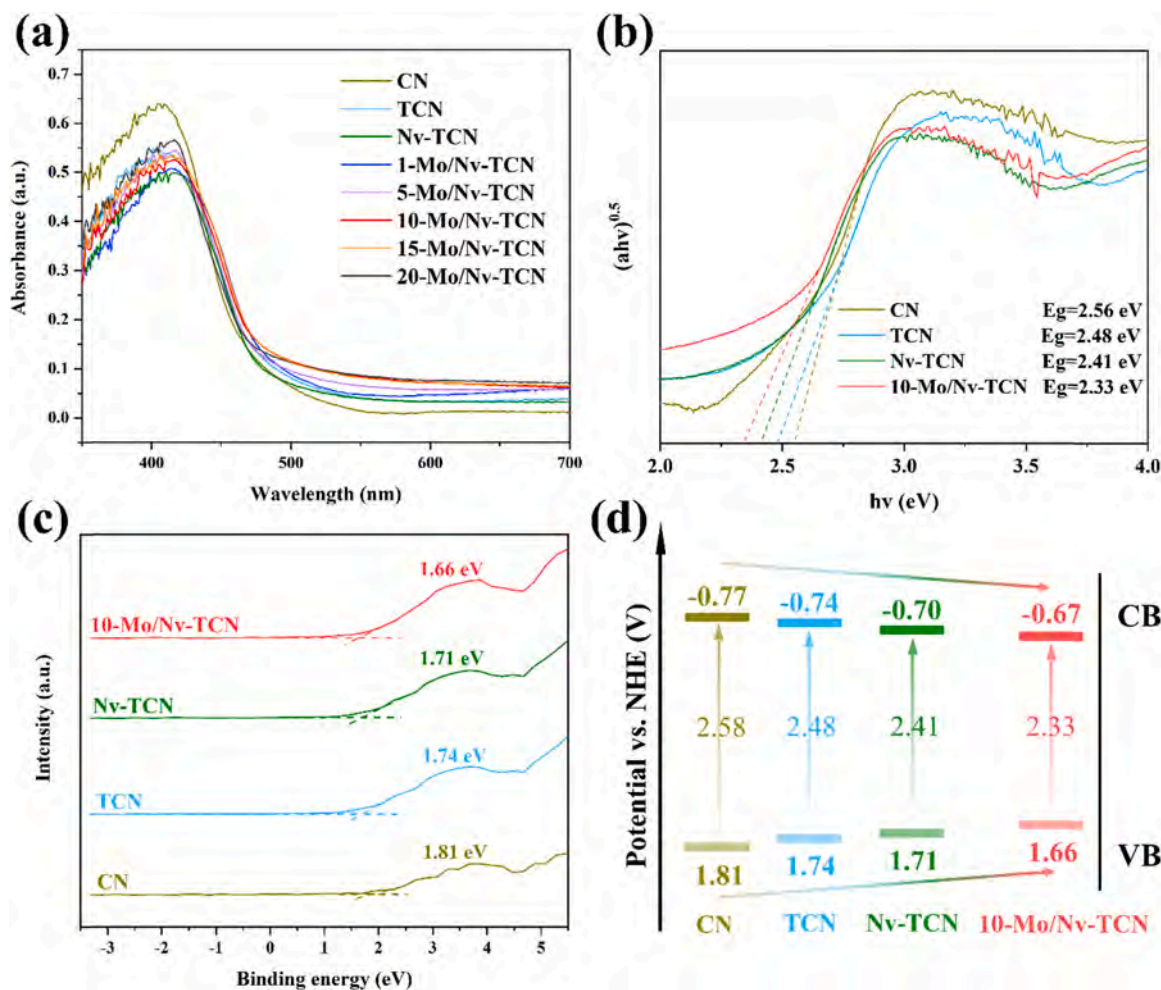 (a)
0.7
0.6
0.5
0.4
0.3
0.2
0.1
0.0
Absorbance (a.u.)
CN
TCN
Nv-TCN
1-Mo/Nv-TCN
5-Mo/Nv-TCN
10-Mo/Nv-TCN
15-Mo/Nv-TCN
20-Mo/Nv-TCN
400 500 600 700
Wavelength (nm)
(b)
(ahv)0.5
CN Eg=2.56 eV
TCN Eg=2.48 eV
Nv-TCN Eg=2.41 eV
10-Mo/Nv-TCN Eg=2.33 eV
2.0 2.5 3.0 3.5 4.0
hv (eV)
(c)
Intensity (a.u.)
1.66 eV
10-Mo/Nv-TCN
1.71 eV
Nv-TCN
1.74 eV
TCN
1.81 eV
CN
-3 -2 -1 0 1 2 3 4 5
Binding energy (eV)
(d)
Potential vs. NHE (V)
-0.77 -0.74 -0.70 -0.67 CB
2.58 2.48 2.41 2.33
1.81 1.74 1.71 1.66 VB
CN TCN Nv-TCN 10-Mo/Nv-TCN